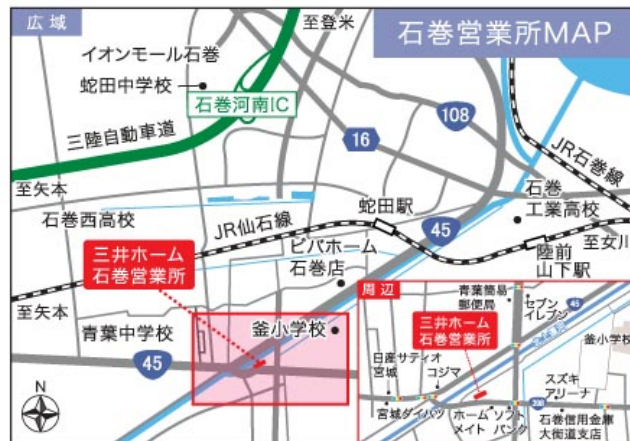 広域
石巻営業所MAP
至登米
イオンモール石巻
蛇田中学校
石巻河南IC
三陸自動車道
16
108
JR石巻線
至矢本
石巻西高校
JR仙石線
蛇田駅
45
石巻
工業高校
至女川
陸前
山下駅
三井ホーム
石巻営業所
ビバホーム
石巻店
至矢本
青葉中学校
釜小学校
45
N
周辺
青葉簡易
郵便局
セブン
イレブン
45
三井ホーム
石巻営業所
釜小学校
日産サティオ
宮城
コジマ
スズキ
アリーナ
398
宮城ダイハツ
ホーム
メイト
ソフト
バンク
石巻信用金庫
大街道支店